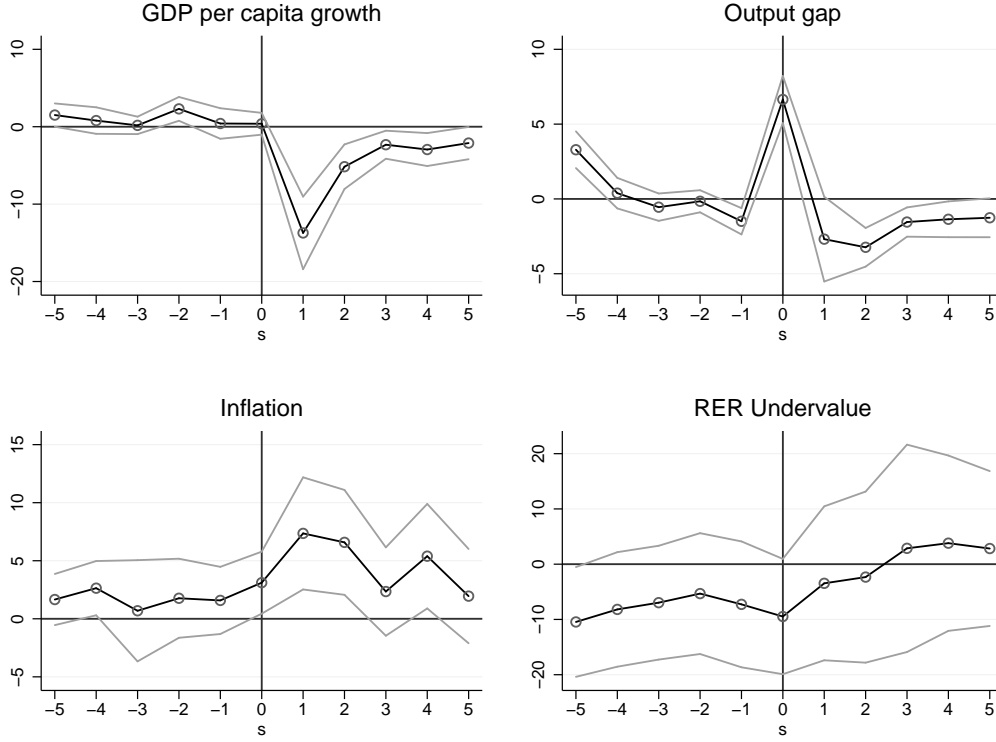 GDP per capita growth
10
0
−10
−20
−5 −4 −3 −2 −1 0 1 2 3 4 5
s
Output gap
10
5
0
−5
−5 −4 −3 −2 −1 0 1 2 3 4 5
s
Inflation
15
10
5
0
−5
−5 −4 −3 −2 −1 0 1 2 3 4 5
s
RER Undervalue
20
10
0
−10
−20
−5 −4 −3 −2 −1 0 1 2 3 4 5
s